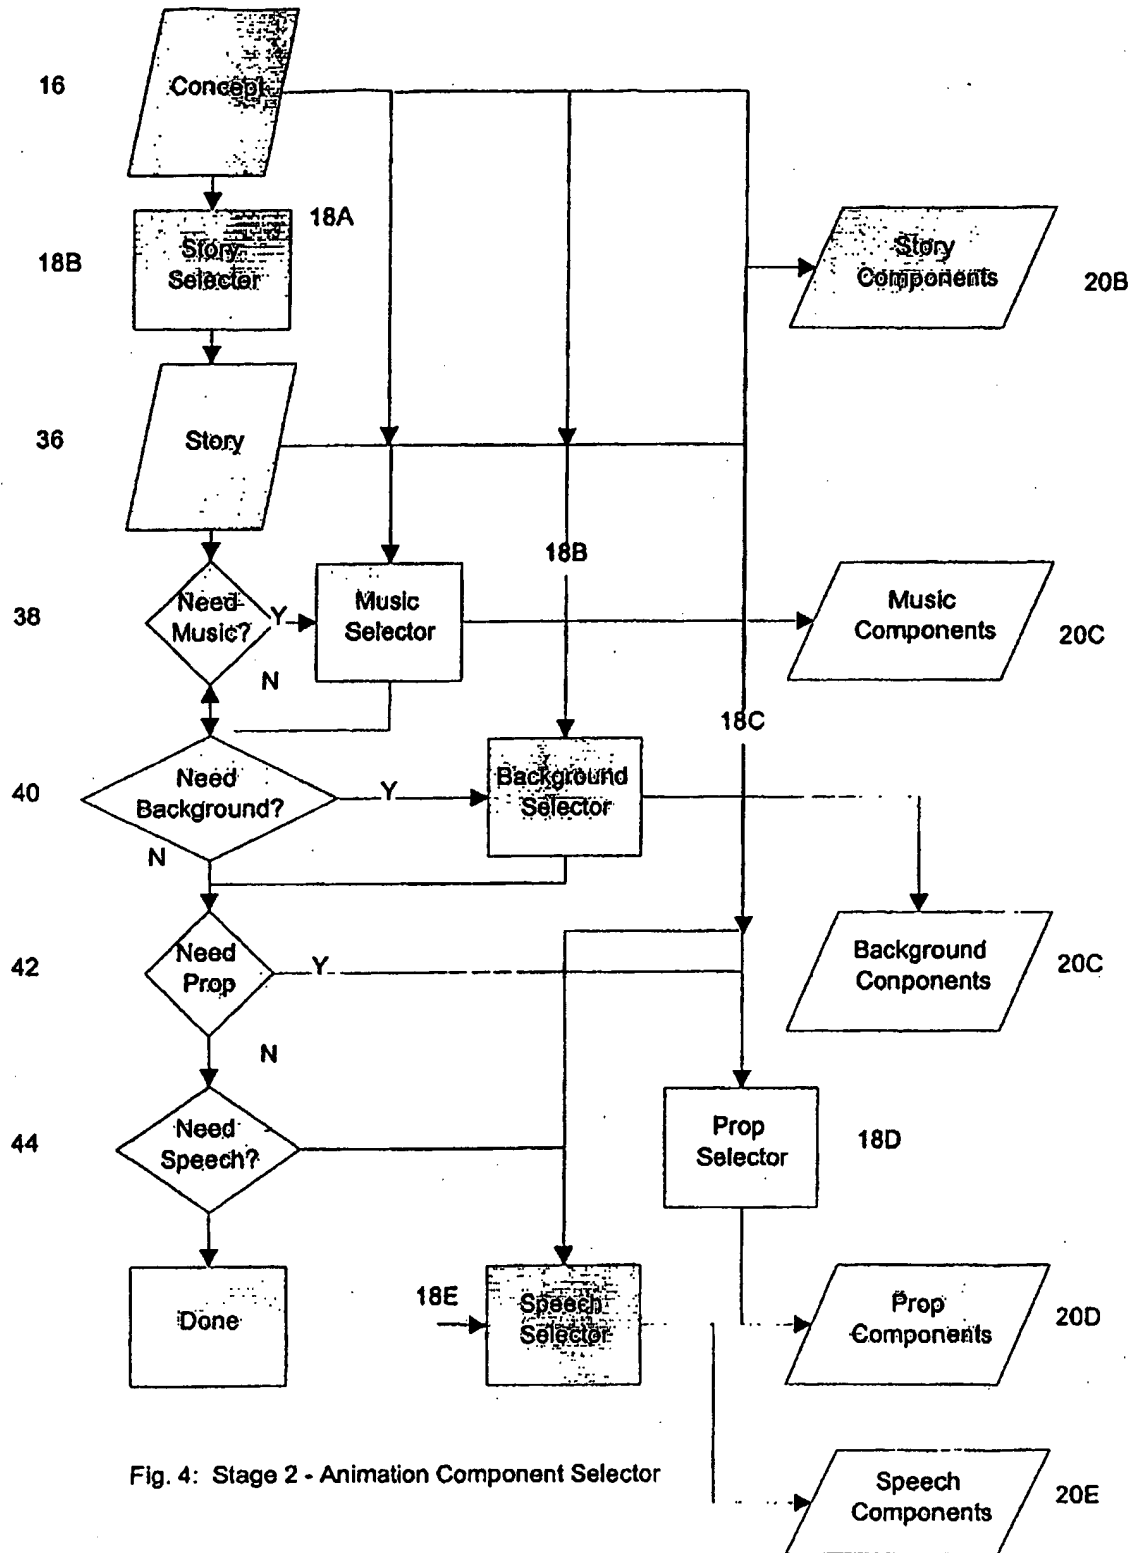 16
Concept
18A
18B
Story
Selector
Story
Components
20B
36
Story
18B
38
Need
Music?
Y
Music
Selector
Music
Components
20C
N
18C
40
Need
Background?
Y
Background
Selector
N
42
Need
Prop
Y
Background
Conponents
20C
N
44
Need
Speech?
Prop
Selector
18D
Done
18E
Speech
Selector
Prop
Components
20D
Fig. 4: Stage 2 - Animation Component Selector
Speech
Components
20E